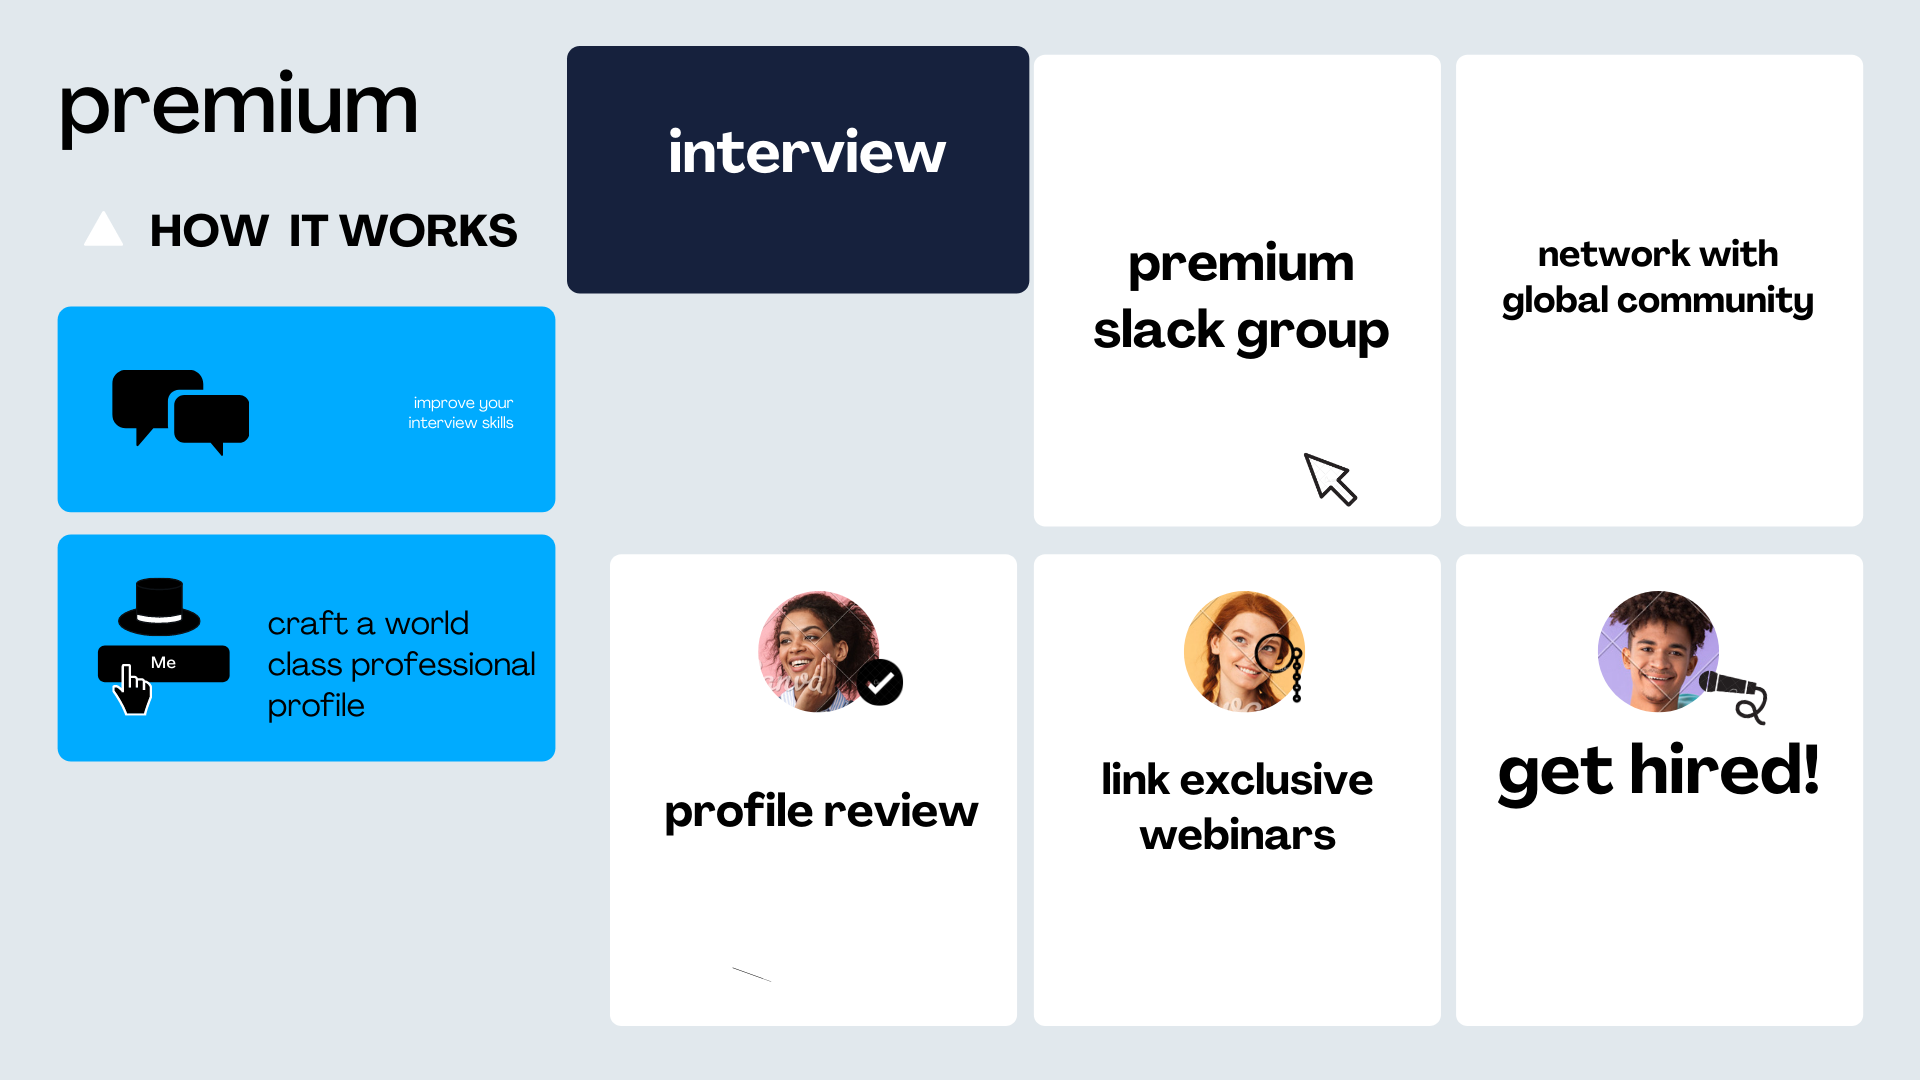 premium
HOW IT WORKS
improve your
interview skills
Me
craft a world
class professional
profile
interview
premium
slack group
network with
global community
profile review
link exclusive
webinars
get hired!